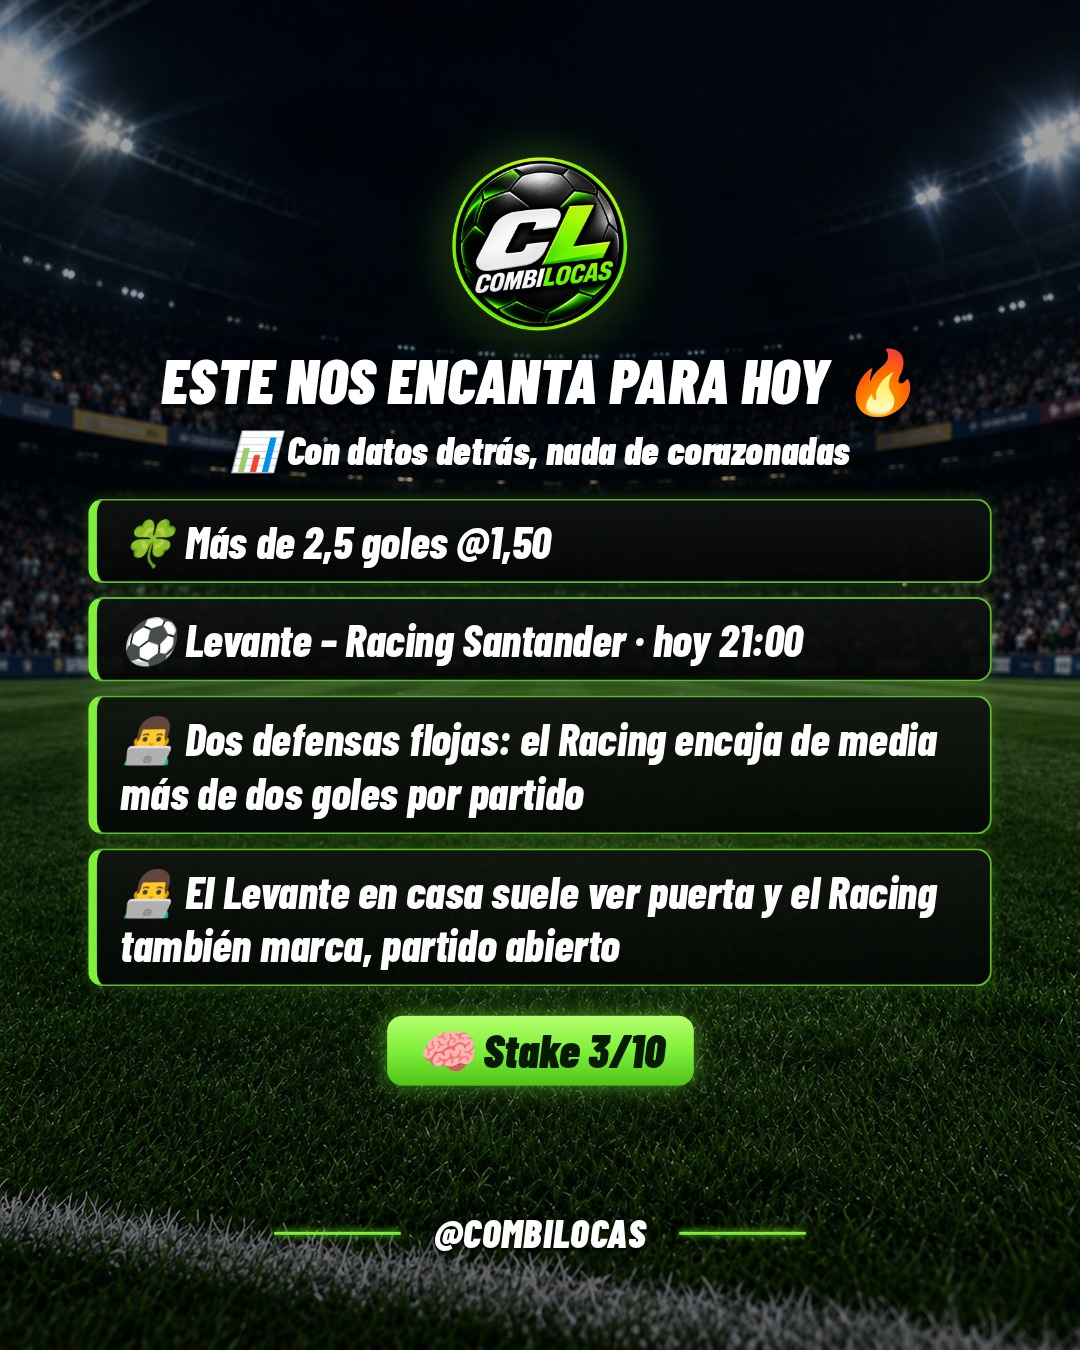 CL
COMBILOCAS
ESTE NOS ENCANTA PARA HOY 🔥
📊 Con datos detrás, nada de corazonadas
🍀 Más de 2,5 goles @1,50
⚽ Levante – Racing Santander · hoy 21:00
👨‍💻 Dos defensas flojas: el Racing encaja de media
más de dos goles por partido
👨‍💻 El Levante en casa suele ver puerta y el Racing
también marca, partido abierto
🧠 Stake 3/10
@COMBILOCAS